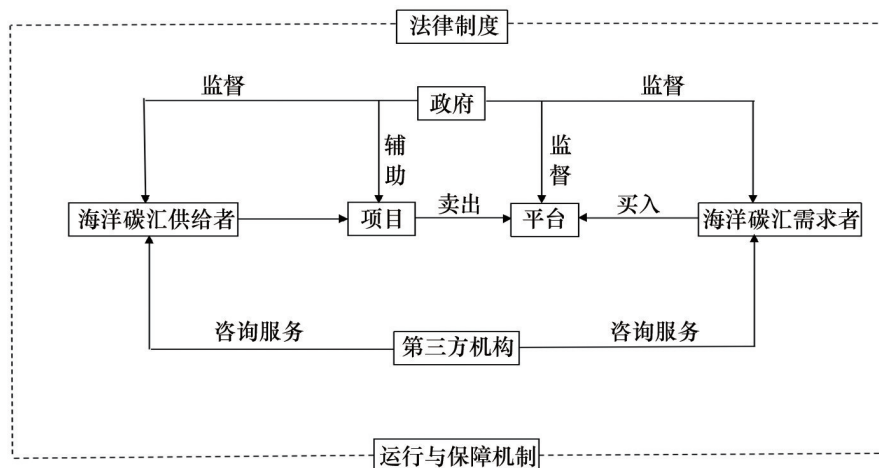 法律制度
监督
政府
监督
辅助
监督
海洋碳汇供给者
项目
卖出
平台
买入
海洋碳汇需求者
咨询服务
第三方机构
咨询服务
运行与保障机制